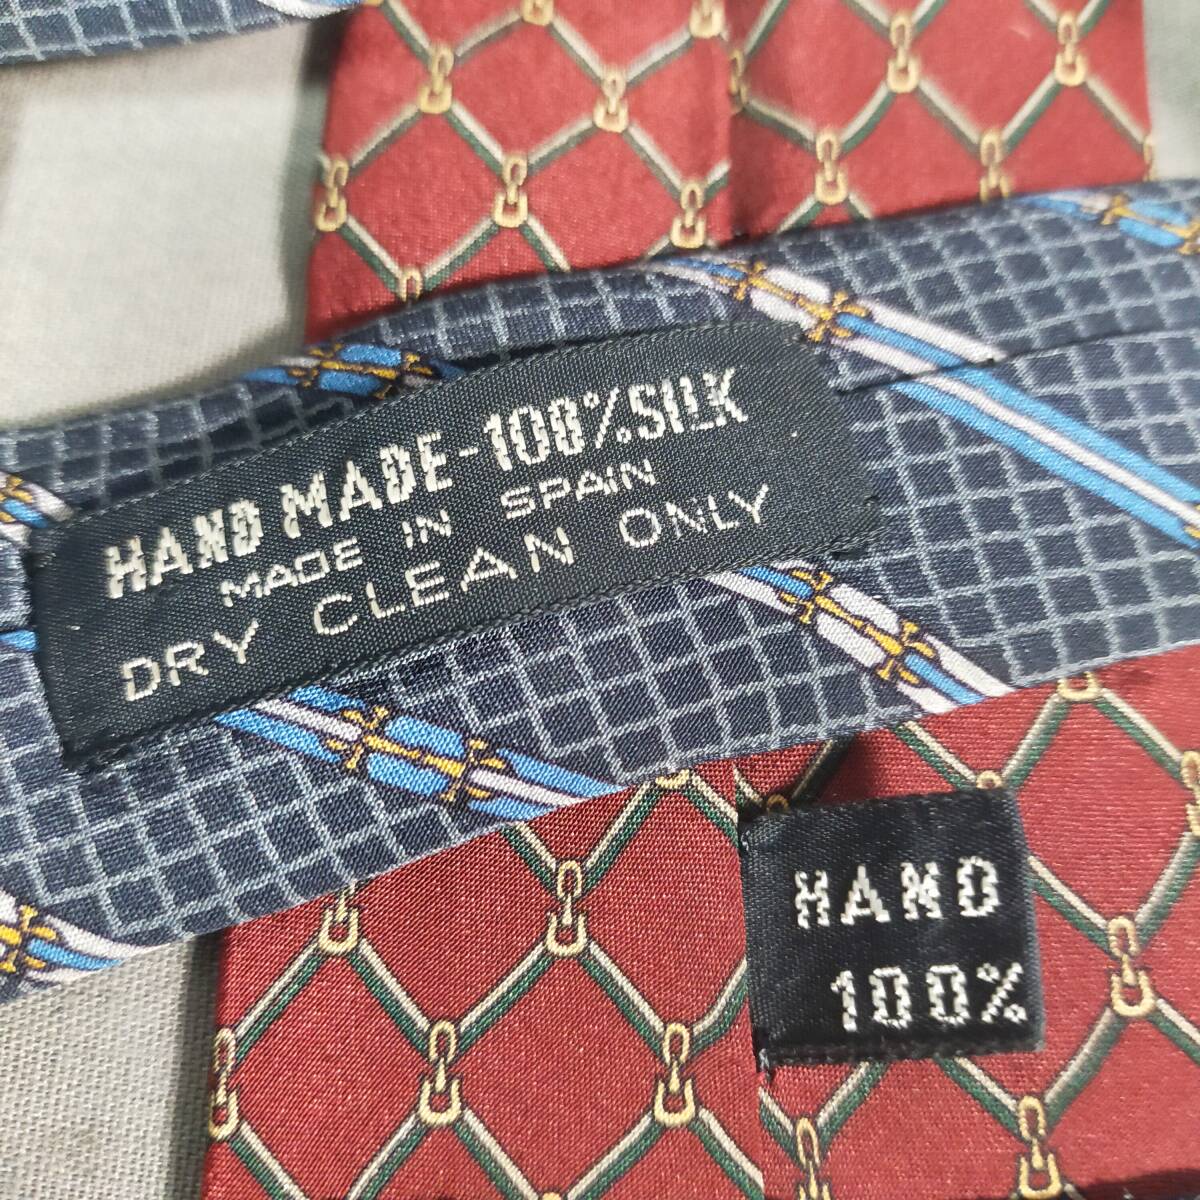 HAND MADE-100%SILK
MADE IN SPAIN
DRY CLEAN ONLY
HAND
100%